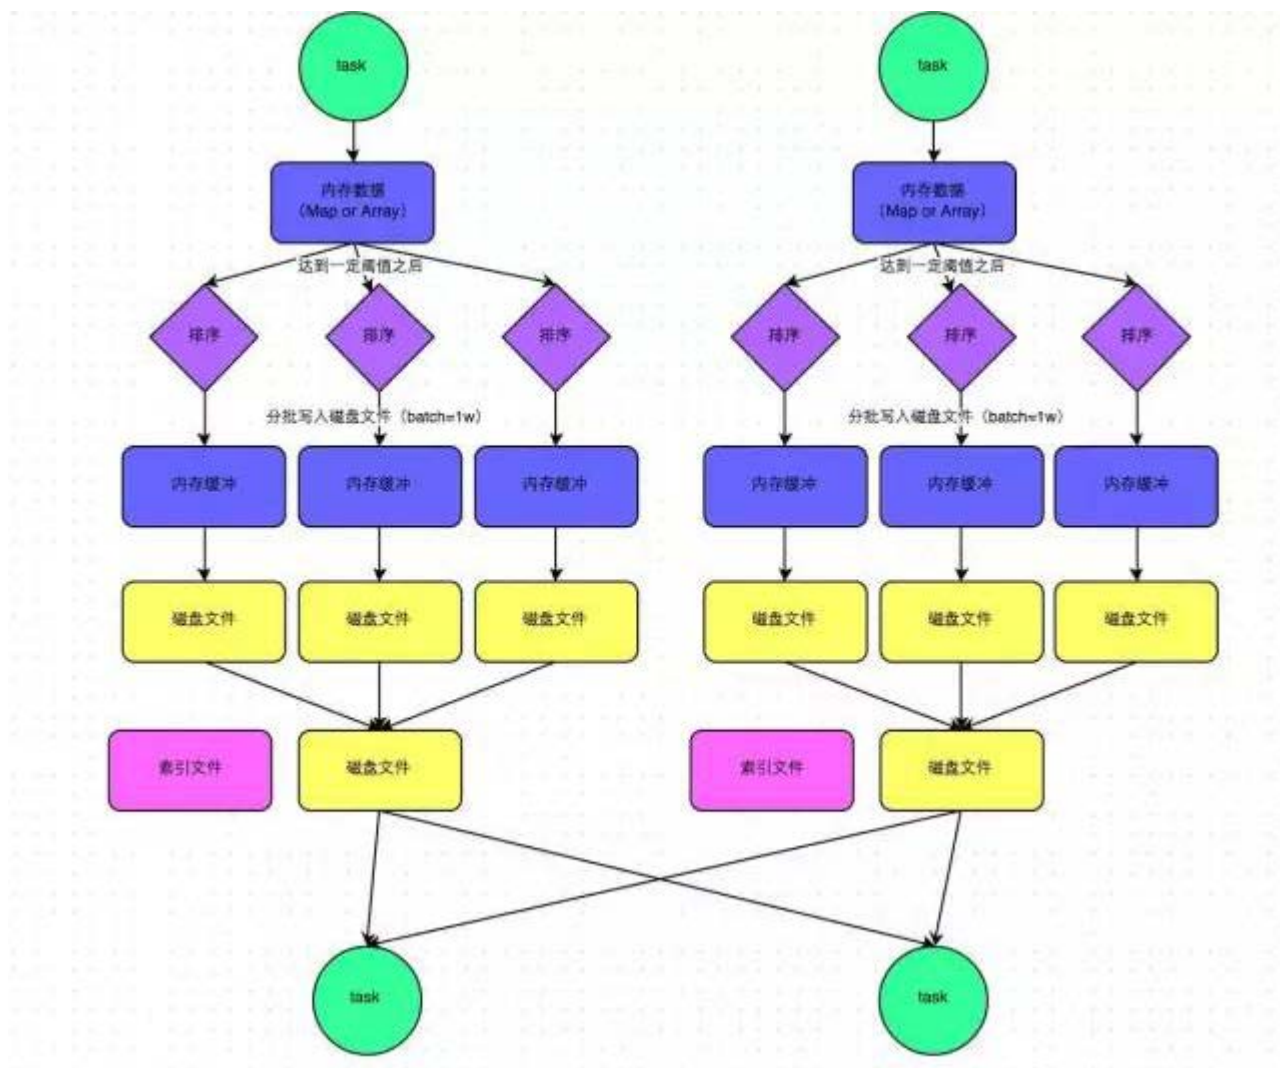 task
task
内存数据
（Map or Array）
内存数据
（Map or Array）
达到一定阈值之后
达到一定阈值之后
排序
排序
排序
排序
排序
排序
分批写入磁盘文件（batch=1w）
分批写入磁盘文件（batch=1w）
内存缓冲
内存缓冲
内存缓冲
内存缓冲
内存缓冲
内存缓冲
磁盘文件
磁盘文件
磁盘文件
磁盘文件
磁盘文件
磁盘文件
索引文件
磁盘文件
索引文件
磁盘文件
task
task